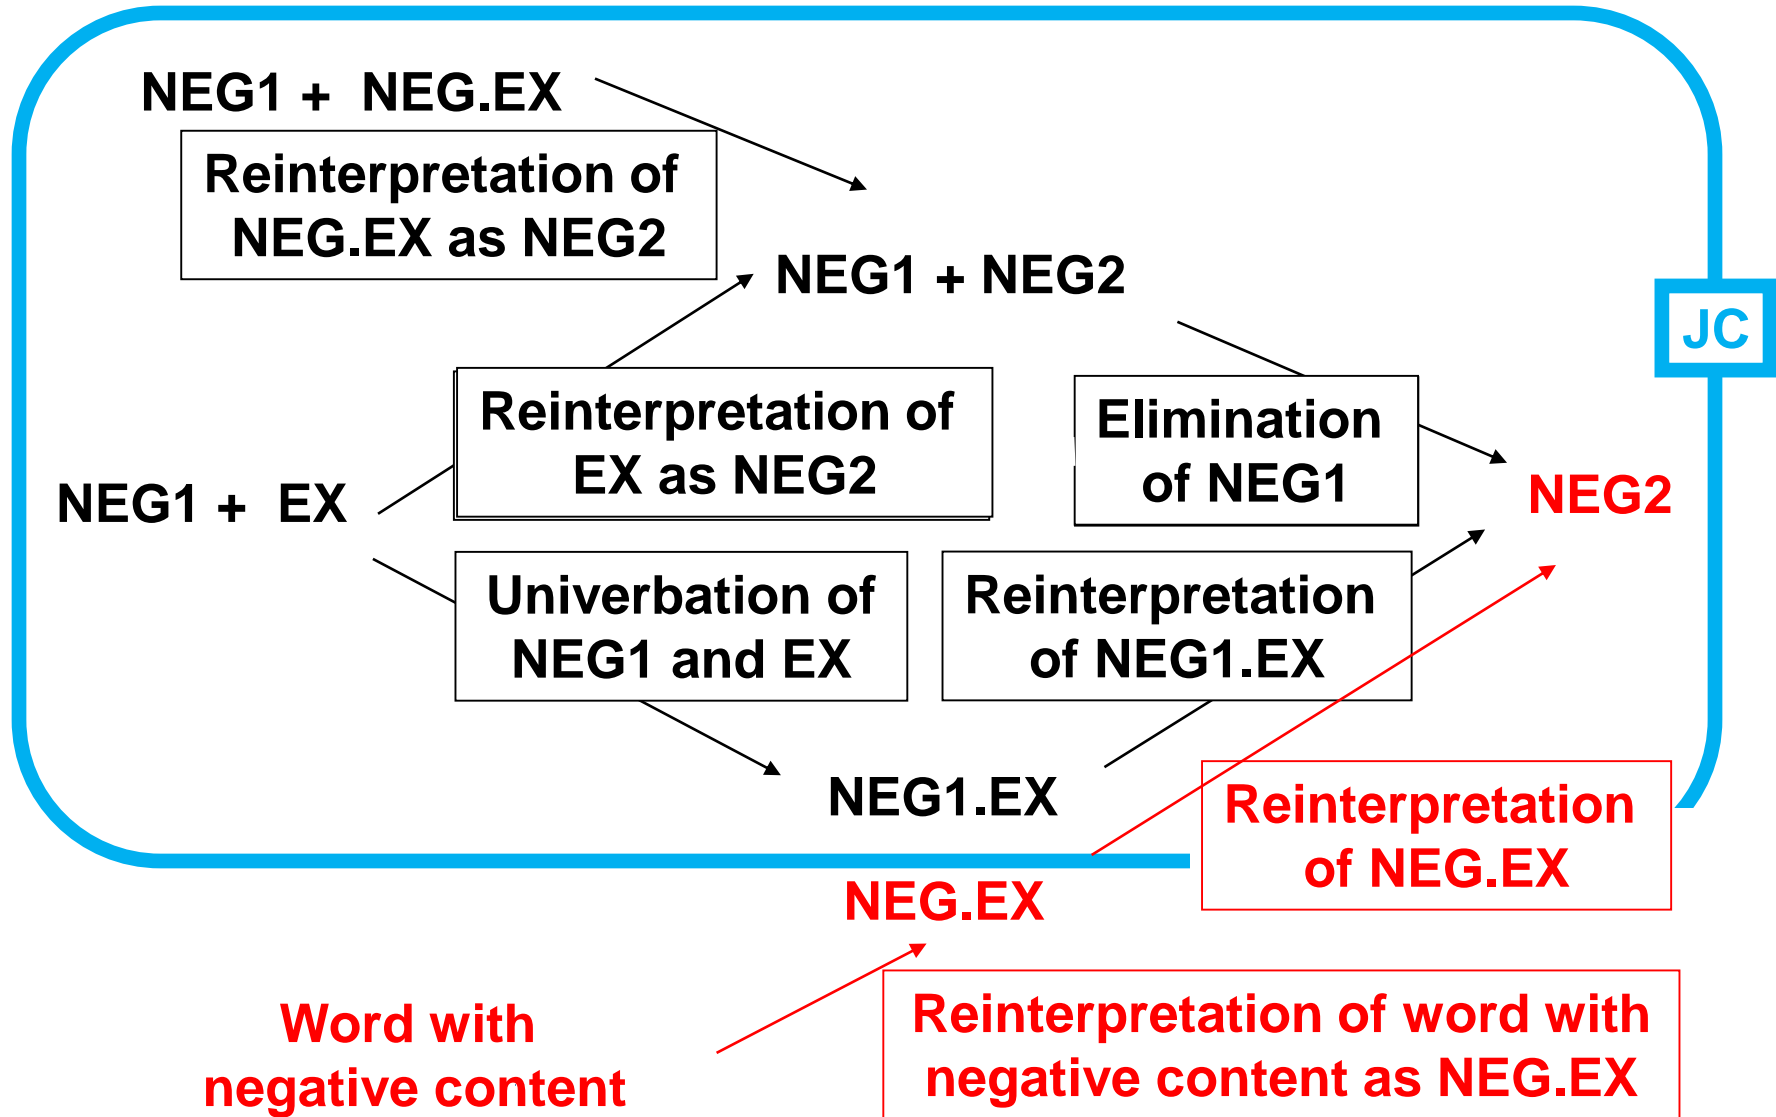 NEG1 + NEG.EX
Reinterpretation of
NEG.EX as NEG2
NEG1 + NEG2
JC
Reinterpretation of
EX as NEG2
Elimination
of NEG1
NEG1 + EX
NEG2
Univerbation of
NEG1 and EX
Reinterpretation
of NEG1.EX
NEG1.EX
Reinterpretation
of NEG.EX
NEG.EX
Word with
negative content
Reinterpretation of word with
negative content as NEG.EX